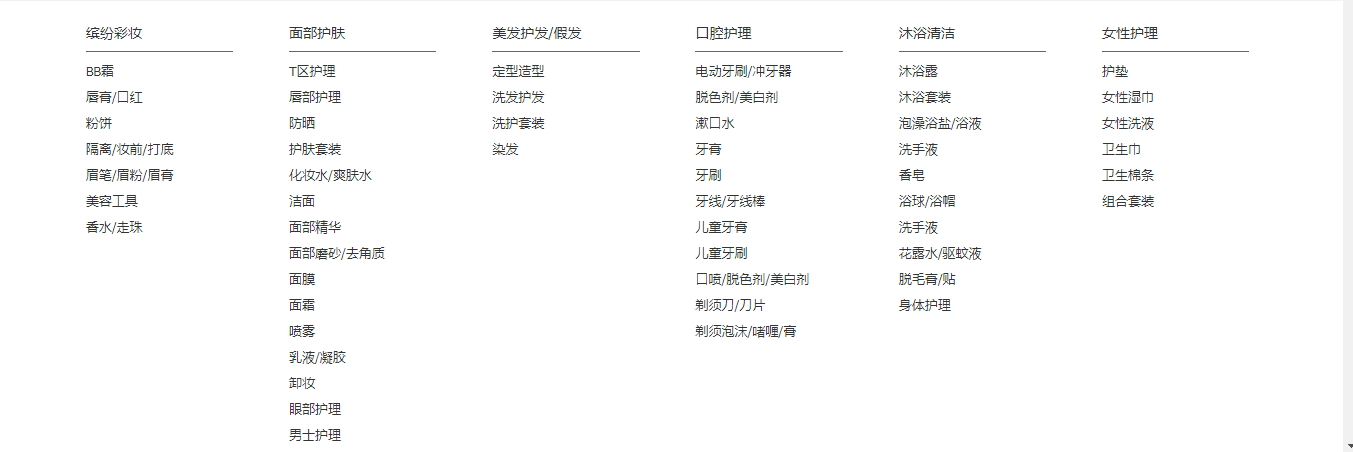 缤纷彩妆
BB霜
唇膏/口红
粉饼
隔离/妆前/打底
眉笔/眉粉/眉膏
美容工具
香水/走珠
面部护肤
T区护理
唇部护理
防晒
护肤套装
化妆水/爽肤水
洁面
面部精华
面部磨砂/去角质
面膜
面霜
喷雾
乳液/凝胶
卸妆
眼部护理
男士护理
美发护发/假发
定型造型
洗发护发
洗护套装
染发
口腔护理
电动牙刷/冲牙器
脱色剂/美白剂
漱口水
牙膏
牙刷
牙线/牙线棒
儿童牙膏
儿童牙刷
口喷/脱色剂/美白剂
剃须刀/刀片
剃须泡沫/啫喱/膏
沐浴清洁
沐浴露
沐浴套装
泡澡浴盐/浴液
洗手液
香皂
浴球/浴帽
洗手液
花露水/驱蚊液
脱毛膏/贴
身体护理
女性护理
护垫
女性湿巾
女性洗液
卫生巾
卫生棉条
组合套装